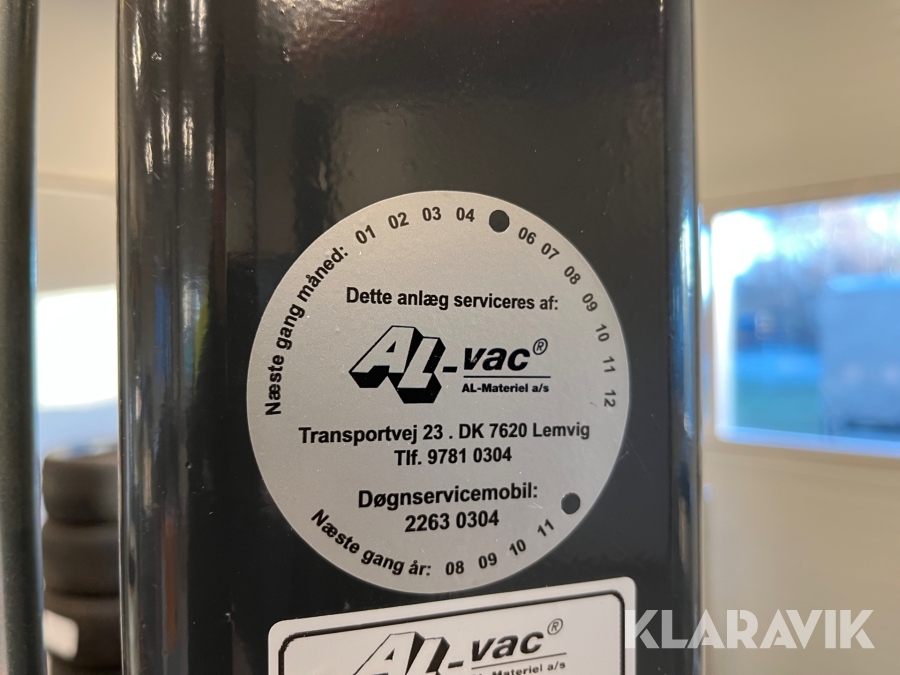 Næste gang måned: 01 02 03 04 06 07 08 09 10 11 12
Dette anlæg serviceres af:
AL-vac®
AL-Materiel a/s
Transportvej 23 . DK 7620 Lemvig
Tlf. 9781 0304
Døgnservicemobil:
2263 0304
Næste gang år: 08 09 10 11
AL-vac®
AL-Materiel a/s
KLARAVIK